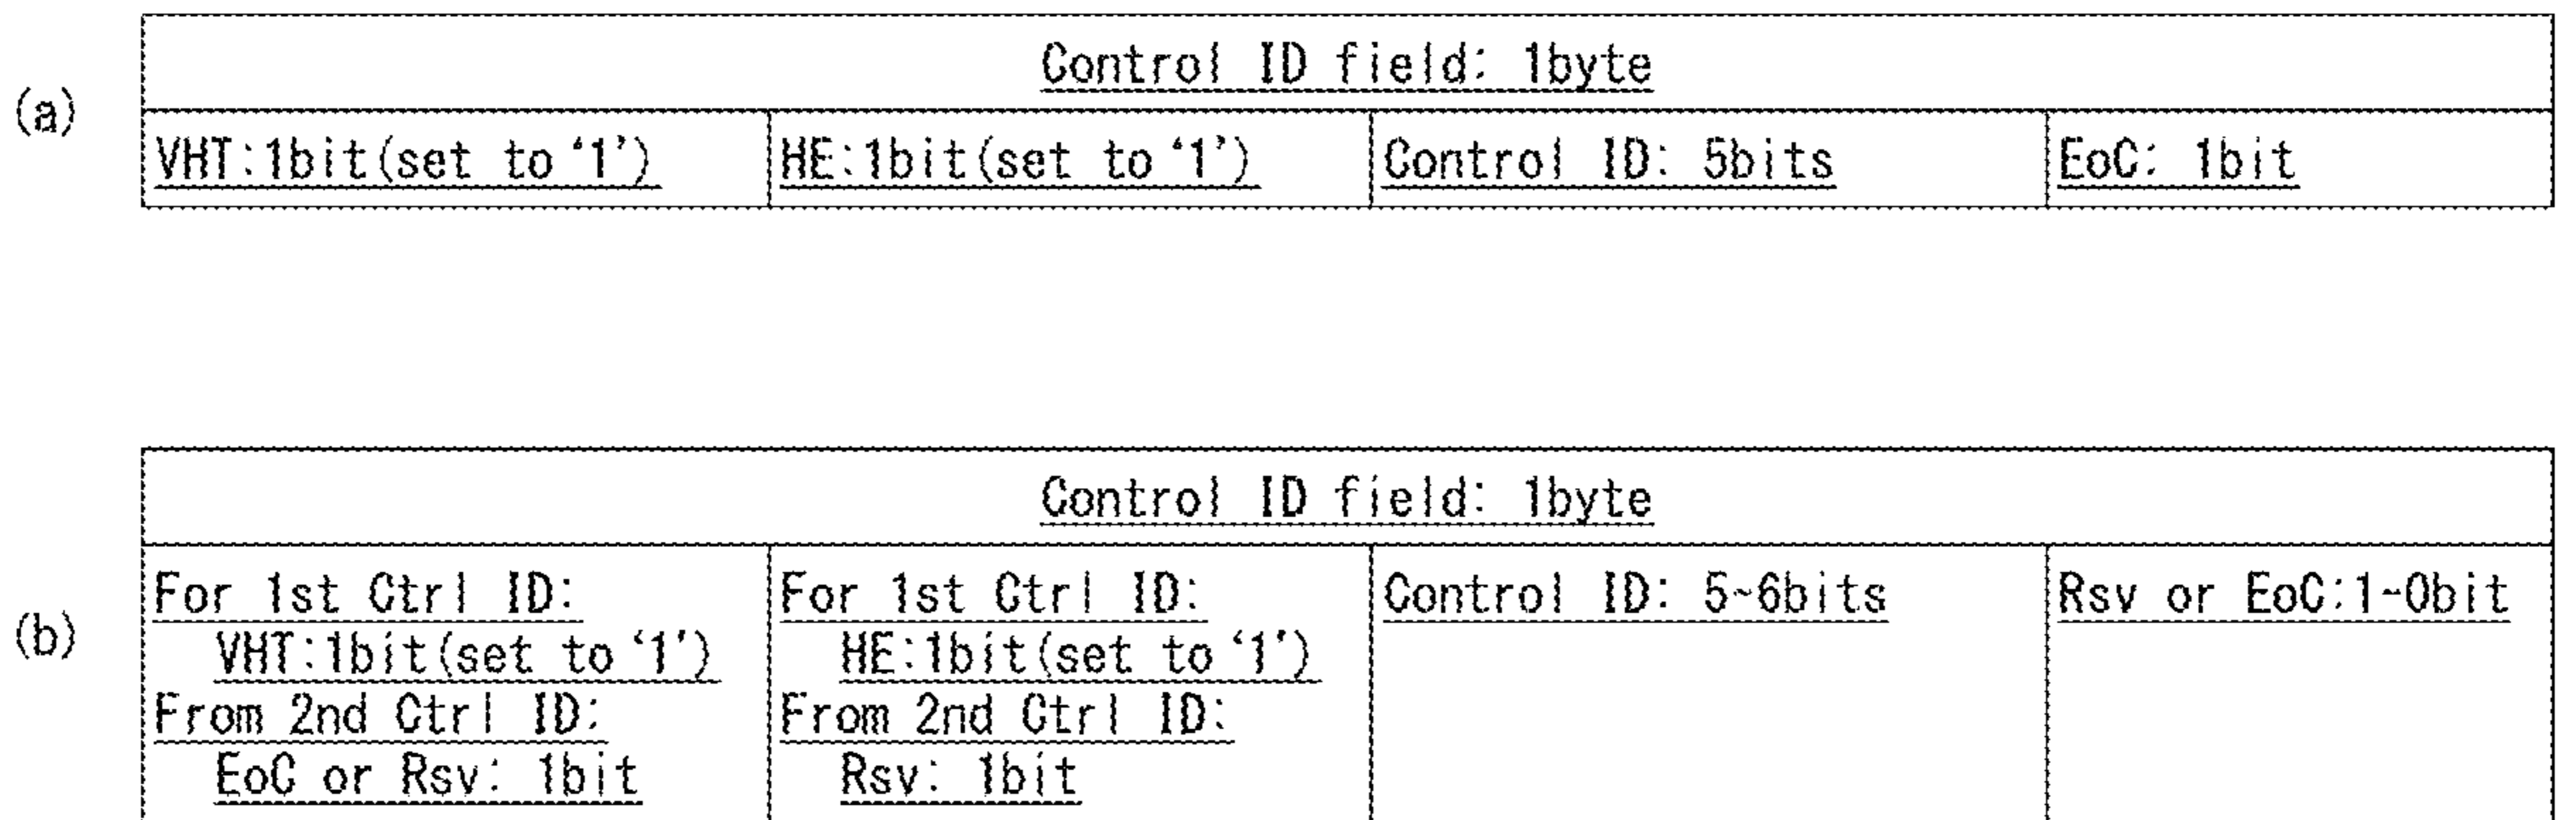 (a)
Control ID field: 1byte
VHT:1bit(set to ‘1’) HE:1bit(set to ‘1’) Control ID: 5bits EoC: 1bit
(b)
Control ID field: 1byte
For 1st Ctrl ID: For 1st Ctrl ID: Control ID: 5~6bits Rsv or EoC:1~0bit
VHT:1bit(set to ‘1’) HE:1bit(set to ‘1’)
From 2nd Ctrl ID: From 2nd Ctrl ID:
EoC or Rsv: 1bit Rsv: 1bit